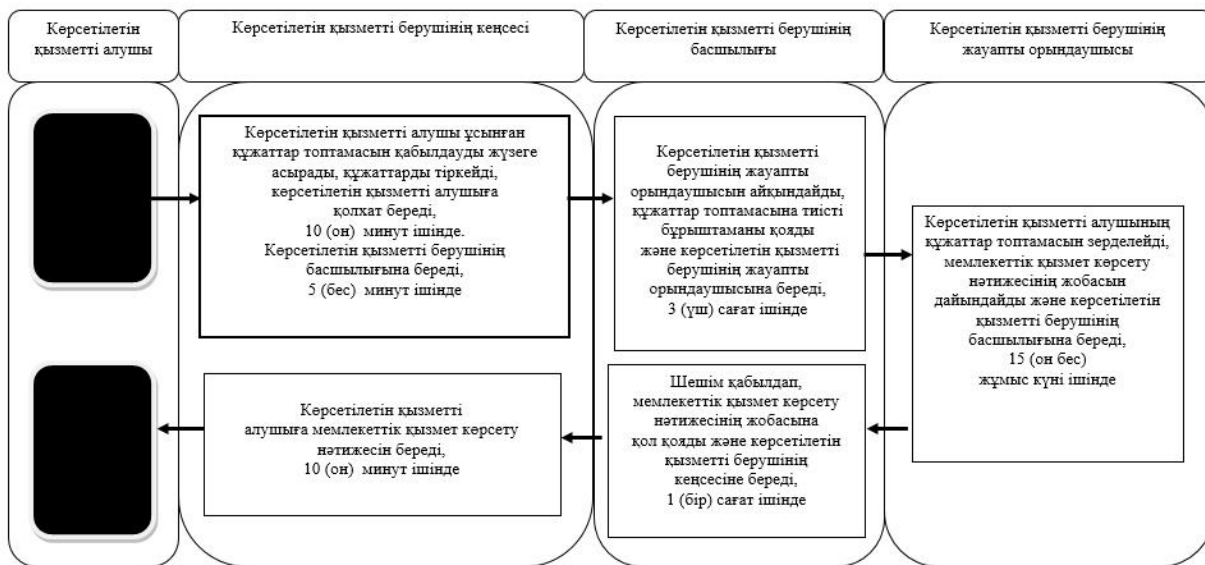 Көрсетілетін
қызметті алушы
Көрсетілетін қызметті берушінің кеңсесі
Көрсетілетін қызметті берушінің
басшылығы
Көрсетілетін қызметті берушінің
жауапты орындаушысы
Көрсетілетін қызметті алушы ұсынған
құжаттар топтамасын қабылдауды жүзеге
асырады, құжаттарды тіркейді,
көрсетілетін қызметті алушыға
қолхат береді,
10 (он) минут ішінде.
Көрсетілетін қызметті берушінің
басшылығына береді,
5 (бес) минут ішінде
Көрсетілетін қызметті
берушінің жауапты
орындаушысын айқындайды,
құжаттар топтамасына тиісті
бұрыштаманы қояды
және көрсетілетін қызметті
берушінің жауапты
орындаушысына береді,
3 (үш) сағат ішінде
Көрсетілетін қызметті алушының
құжаттар топтамасын зерделейді,
мемлекеттік қызмет көрсету
нәтижесінің жобасын
дайындайды және көрсетілетін
қызметті берушінің
басшылығына береді,
15 (он бес)
жұмыс күні ішінде
Шешім қабылдап,
мемлекеттік қызмет көрсету
нәтижесінің жобасына
қол қояды және көрсетілетін
қызметті берушінің
кеңсесіне береді,
1 (бір) сағат ішінде
Көрсетілетін қызметті
алушыға мемлекеттік қызмет көрсету
нәтижесін береді,
10 (он) минут ішінде